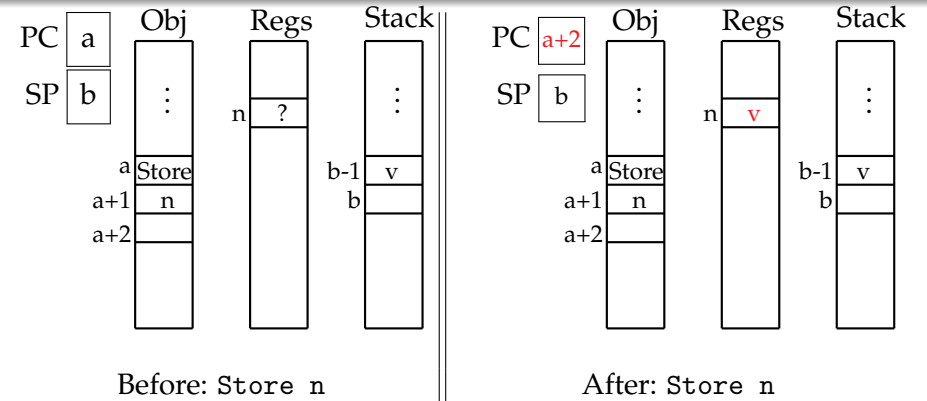 Obj Regs Stack
PC a
SP b
⋮ ⋮
n ?
a Store b-1 v
a+1 n b
a+2
Before: Store n
Obj Regs Stack
PC a+2
SP b
⋮ ⋮
n v
a Store b-1 v
a+1 n b
a+2
After: Store n